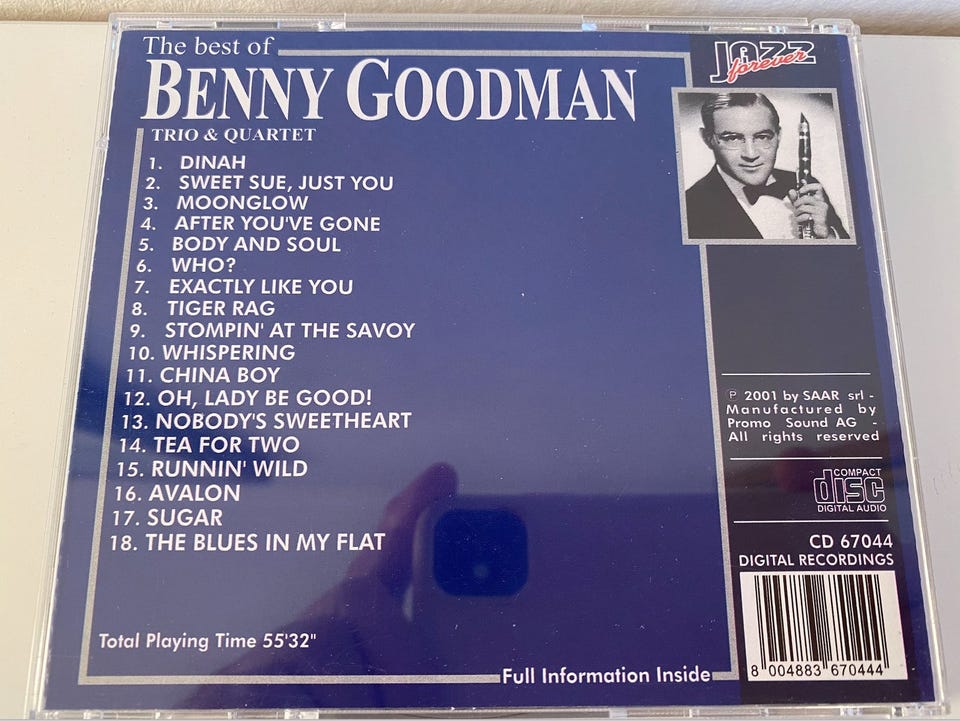 The best of
BENNY GOODMAN
TRIO & QUARTET
1. DINAH
2. SWEET SUE, JUST YOU
3. MOONGLOW
4. AFTER YOU'VE GONE
5. BODY AND SOUL
6. WHO?
7. EXACTLY LIKE YOU
8. TIGER RAG
9. STOMPIN' AT THE SAVOY
10. WHISPERING
11. CHINA BOY
12. OH, LADY BE GOOD!
13. NOBODY'S SWEETHEART
14. TEA FOR TWO
15. RUNNIN' WILD
16. AVALON
17. SUGAR
18. THE BLUES IN MY FLAT
Total Playing Time 55'32"
Full Information Inside
JAZZ
forever
℗ 2001 by SAAR srl -
Manufactured by
Promo Sound AG -
All rights reserved
COMPACT
disc
DIGITAL AUDIO
CD 67044
DIGITAL RECORDINGS
8 004883 670444